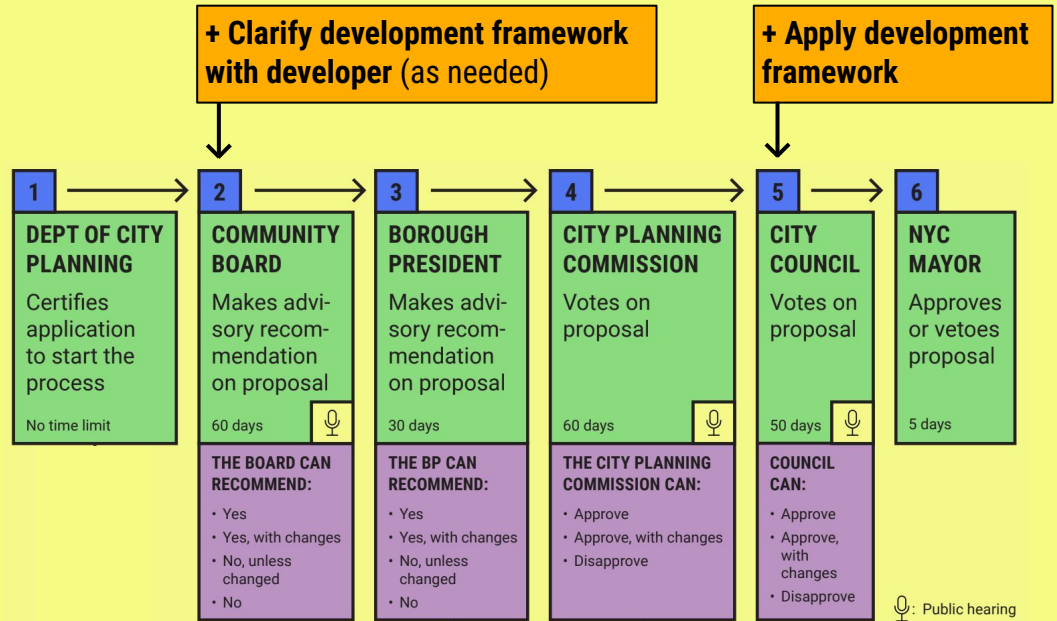 + Clarify development framework
with developer (as needed)
+ Apply development
framework
1
DEPT OF CITY
PLANNING
Certifies
application
to start the
process
No time limit
2
COMMUNITY
BOARD
Makes advi-
sory recom-
mendation
on proposal
60 days
THE BOARD CAN
RECOMMEND:
• Yes
• Yes, with changes
• No, unless
changed
• No
3
BOROUGH
PRESIDENT
Makes advi-
sory recom-
mendation
on proposal
30 days
THE BP CAN
RECOMMEND:
• Yes
• Yes, with changes
• No, unless
changed
• No
4
CITY PLANNING
COMMISSION
Votes on
proposal
60 days
THE CITY PLANNING
COMMISSION CAN:
• Approve
• Approve, with changes
• Disapprove
5
CITY
COUNCIL
Votes on
proposal
50 days
COUNCIL
CAN:
• Approve
• Approve,
with
changes
• Disapprove
6
NYC
MAYOR
Approves
or vetoes
proposal
5 days
: Public hearing